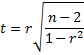 t = r√((n − 2)/(1 − r²))